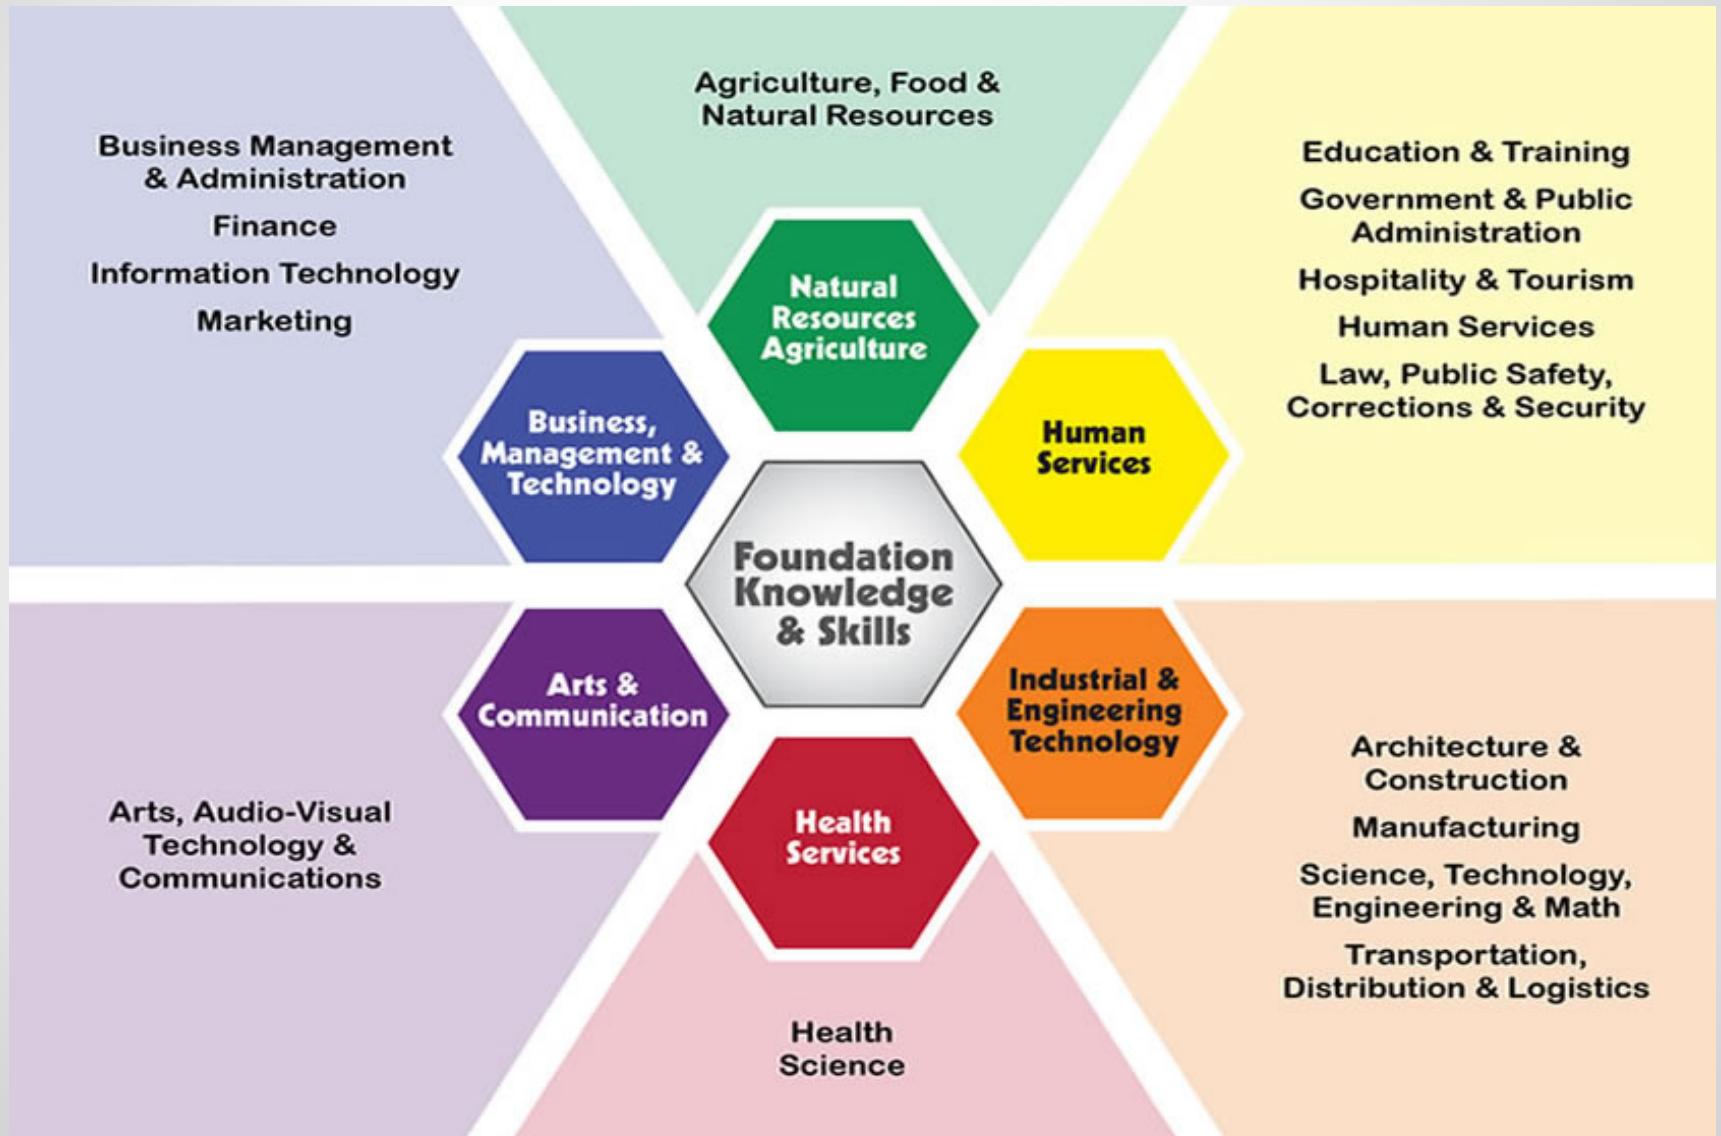 Agriculture, Food &
Natural Resources
Business Management
& Administration
Finance
Information Technology
Marketing
Education & Training
Government & Public
Administration
Hospitality & Tourism
Human Services
Law, Public Safety,
Corrections & Security
Natural
Resources
Agriculture
Business,
Management &
Technology
Human
Services
Foundation
Knowledge
& Skills
Arts &
Communication
Industrial &
Engineering
Technology
Health
Services
Arts, Audio-Visual
Technology &
Communications
Architecture &
Construction
Manufacturing
Science, Technology,
Engineering & Math
Transportation,
Distribution & Logistics
Health
Science